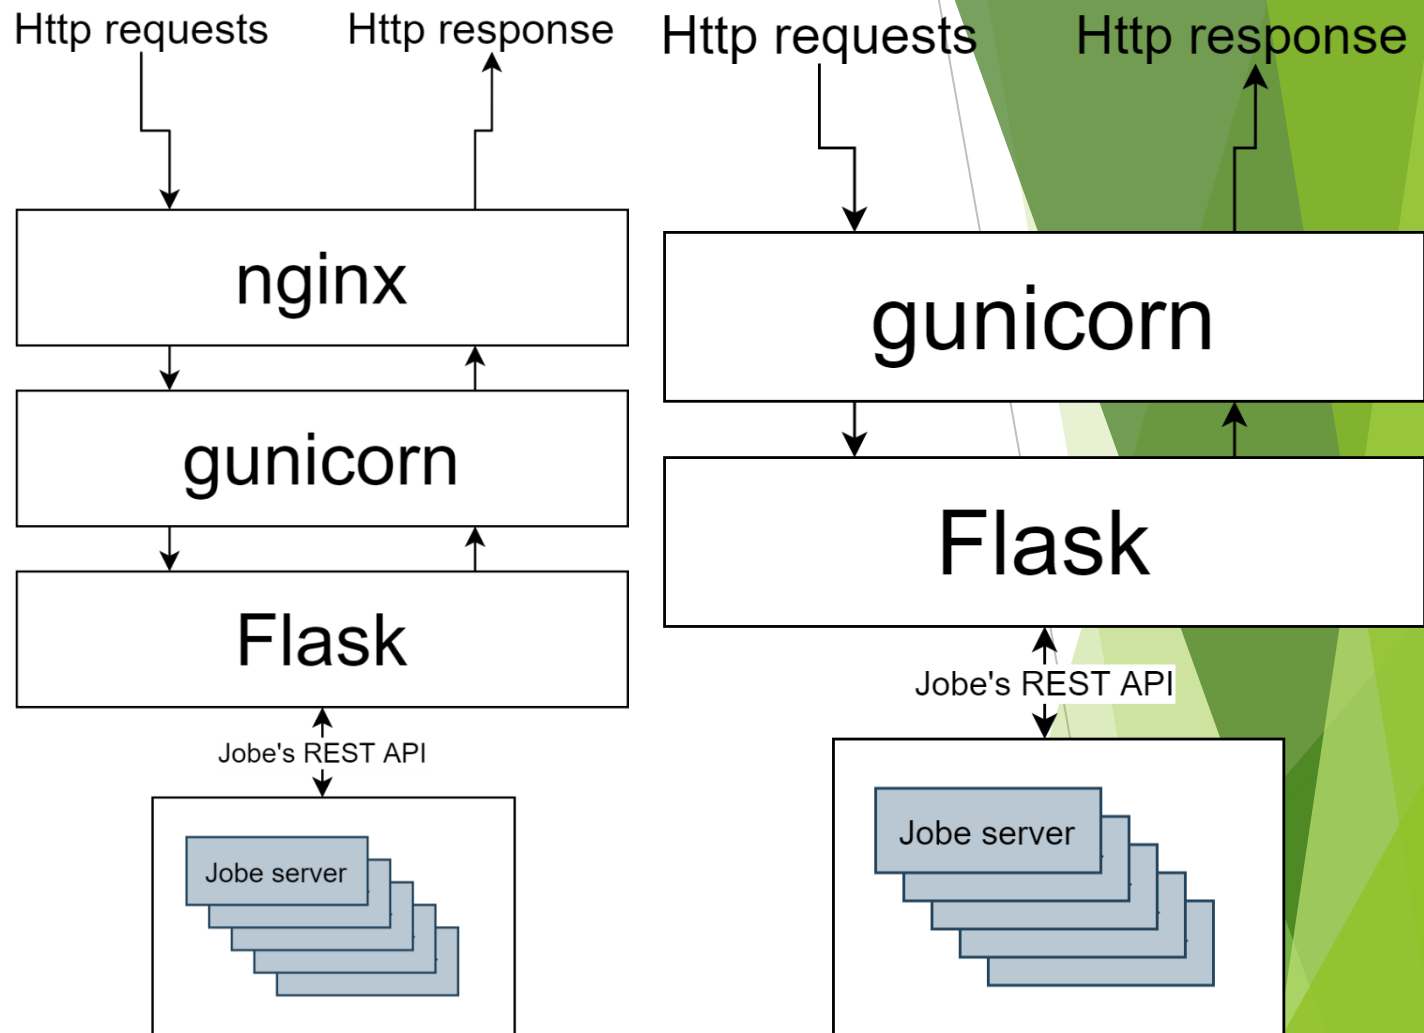 Http requests
Http response
nginx
gunicorn
Flask
Jobe's REST API
Jobe server
Http requests
Http response
gunicorn
Flask
Jobe's REST API
Jobe server